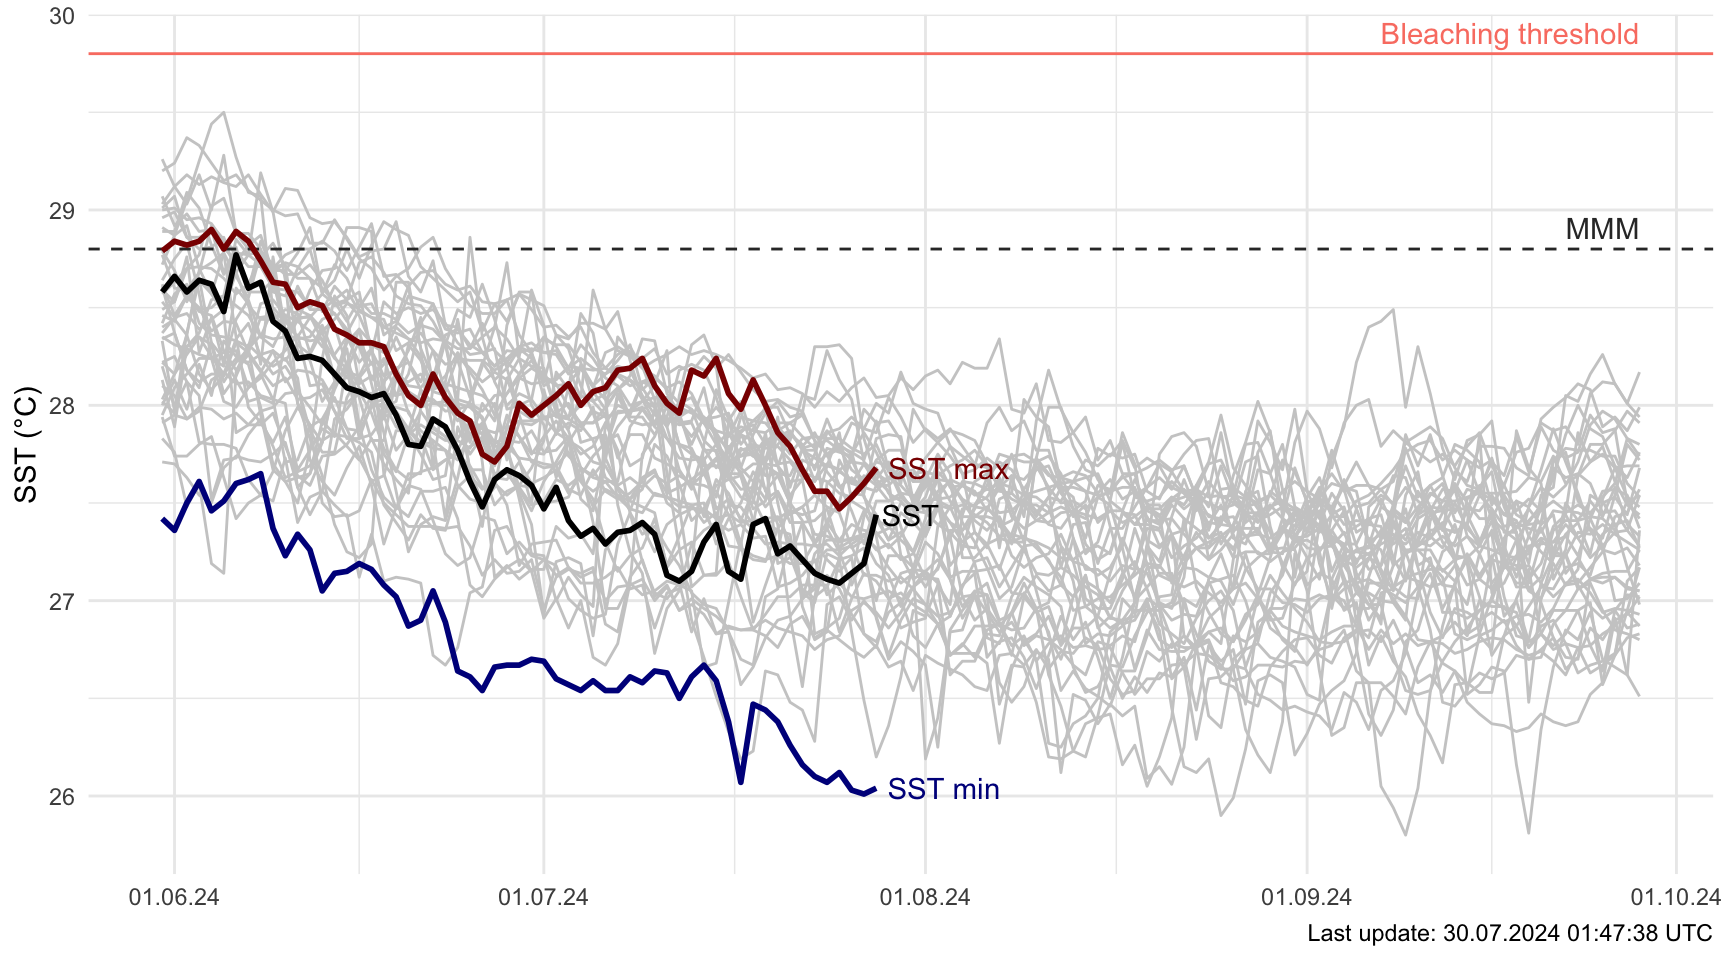 30
Bleaching threshold
29
MMM
28
SST (°C)
SST max
SST
27
26
SST min
01.06.24
01.07.24
01.08.24
01.09.24
01.10.24
Last update: 30.07.2024 01:47:38 UTC